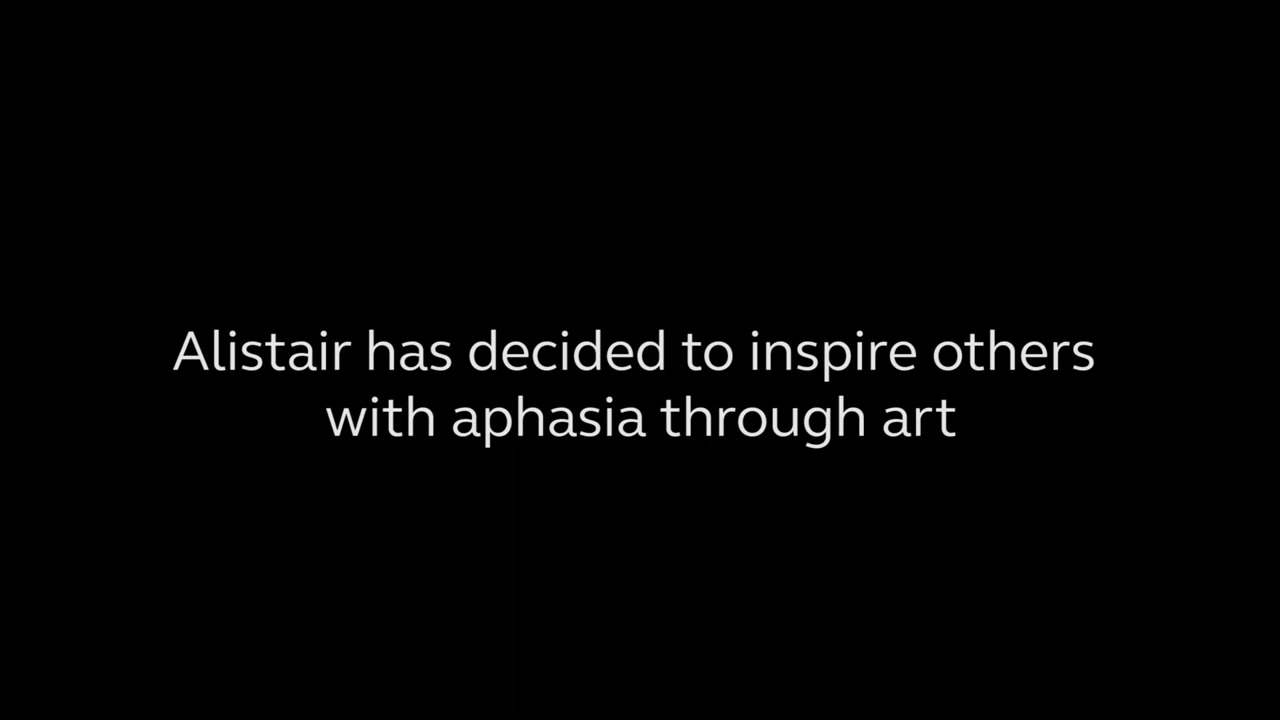 Alistair has decided to inspire others
with aphasia through art